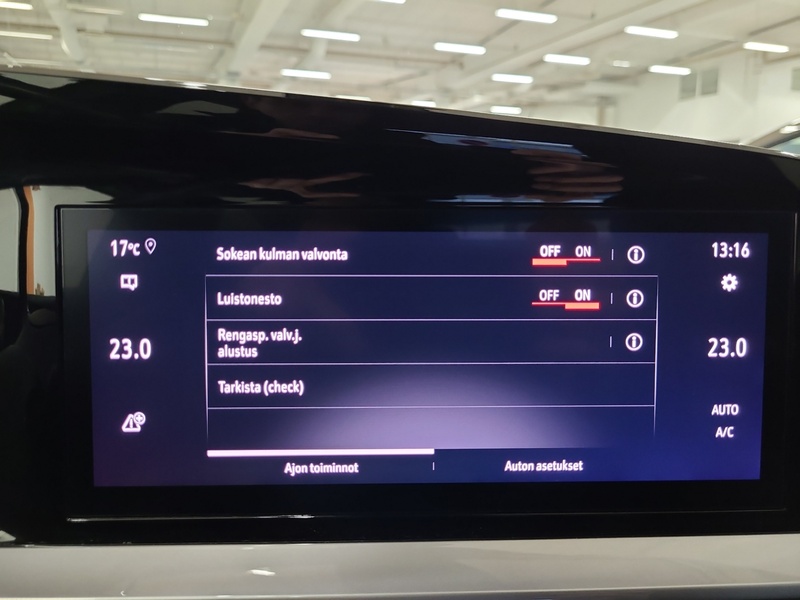 17°C
13:16
Sokean kulman valvonta OFF ON
Luistonesto OFF ON
Rengasp. valv.j.
alustus
23.0
23.0
Tarkista (check)
AUTO
A/C
Ajon toiminnot
Auton asetukset